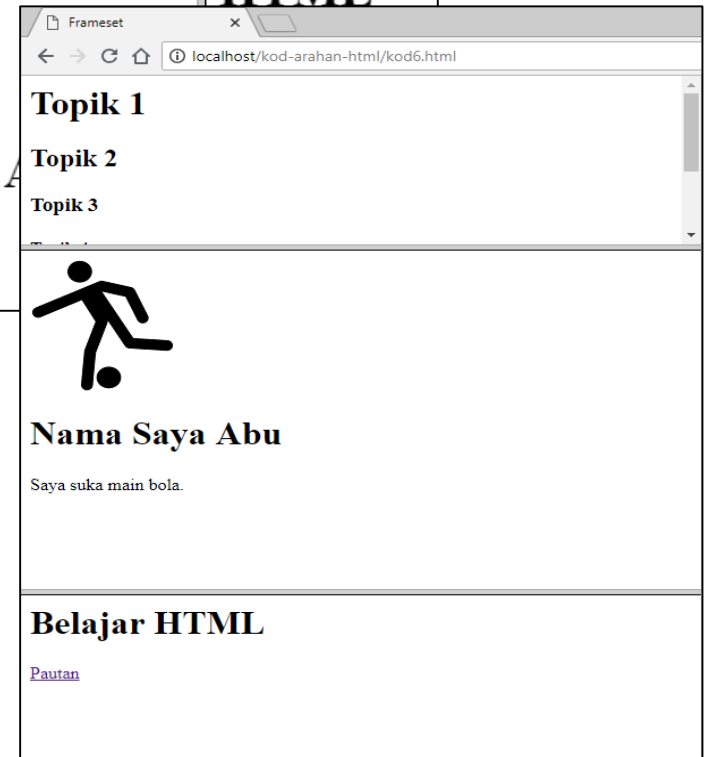 HTML
Frameset
localhost/kod-arahan-html/kod6.html
Topik 1
Topik 2
Topik 3
Nama Saya Abu
Saya suka main bola.
Belajar HTML
Pautan